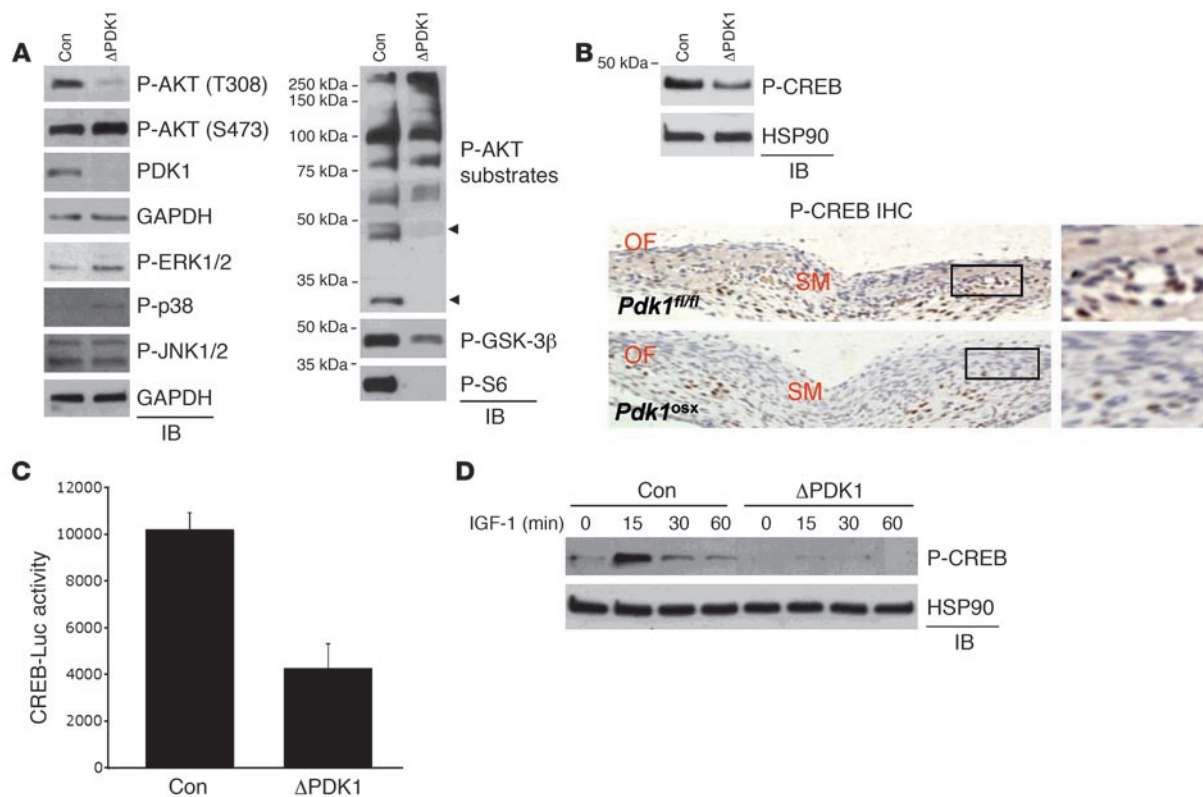 A
Con
ΔPDK1
P-AKT (T308)
P-AKT (S473)
PDK1
GAPDH
P-ERK1/2
P-p38
P-JNK1/2
GAPDH
IB
Con
ΔPDK1
250 kDa
150 kDa
100 kDa
75 kDa
50 kDa
35 kDa
P-AKT
substrates
50 kDa
P-GSK-3β
35 kDa
P-S6
IB
B
Con
ΔPDK1
50 kDa
P-CREB
HSP90
IB
P-CREB IHC
OF
SM
Pdk1fl/fl
OF
SM
Pdk1osx
C
CREB-Luc activity
12000
10000
8000
6000
4000
2000
0
Con
ΔPDK1
D
Con
ΔPDK1
IGF-1 (min) 0 15 30 60 0 15 30 60
P-CREB
HSP90
IB